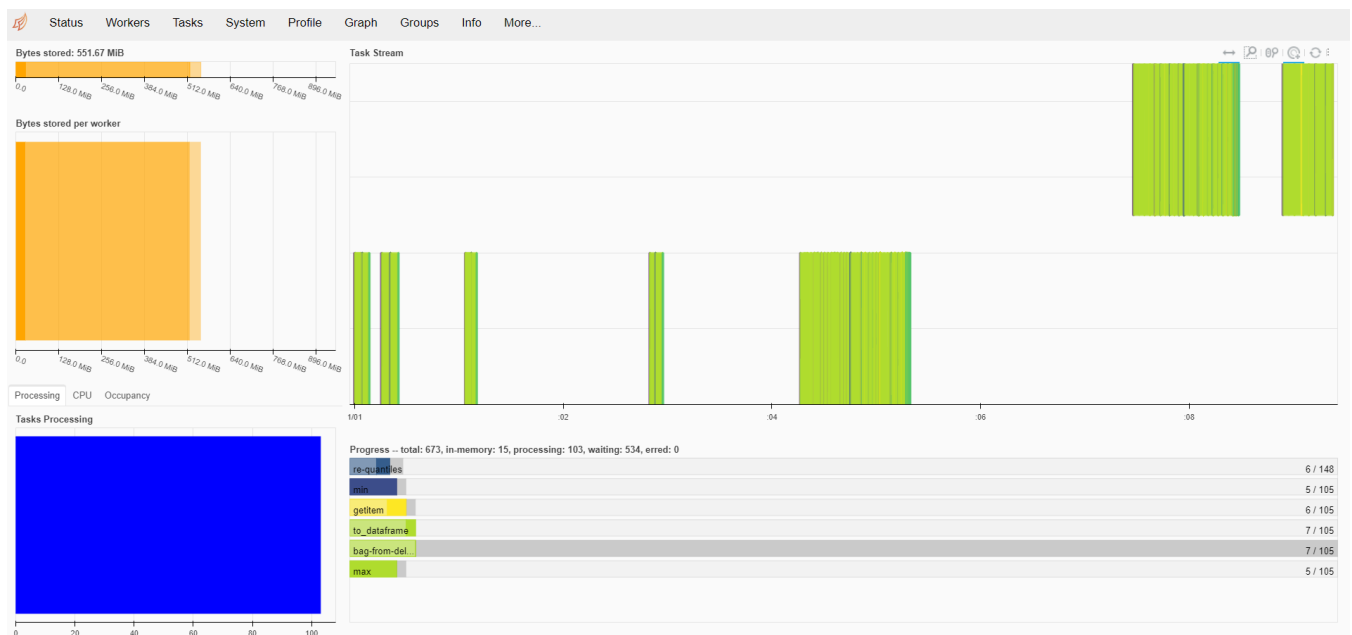 Status Workers Tasks System Profile Graph Groups Info More...
Bytes stored: 551.67 MiB
0.0 128.0 MiB 256.0 MiB 384.0 MiB 512.0 MiB 640.0 MiB 768.0 MiB 896.0 MiB
Bytes stored per worker
0.0 128.0 MiB 256.0 MiB 384.0 MiB 512.0 MiB 640.0 MiB 768.0 MiB 896.0 MiB
Processing CPU Occupancy
Tasks Processing
0 20 40 60 80 100
Task Stream
1/01 :02 :04 :06 :08
Progress -- total: 673, in-memory: 15, processing: 103, waiting: 534, erred: 0
re-quantiles 6 / 148
min 5 / 105
getitem 6 / 105
to_dataframe 7 / 105
bag-from-del... 7 / 105
max 5 / 105